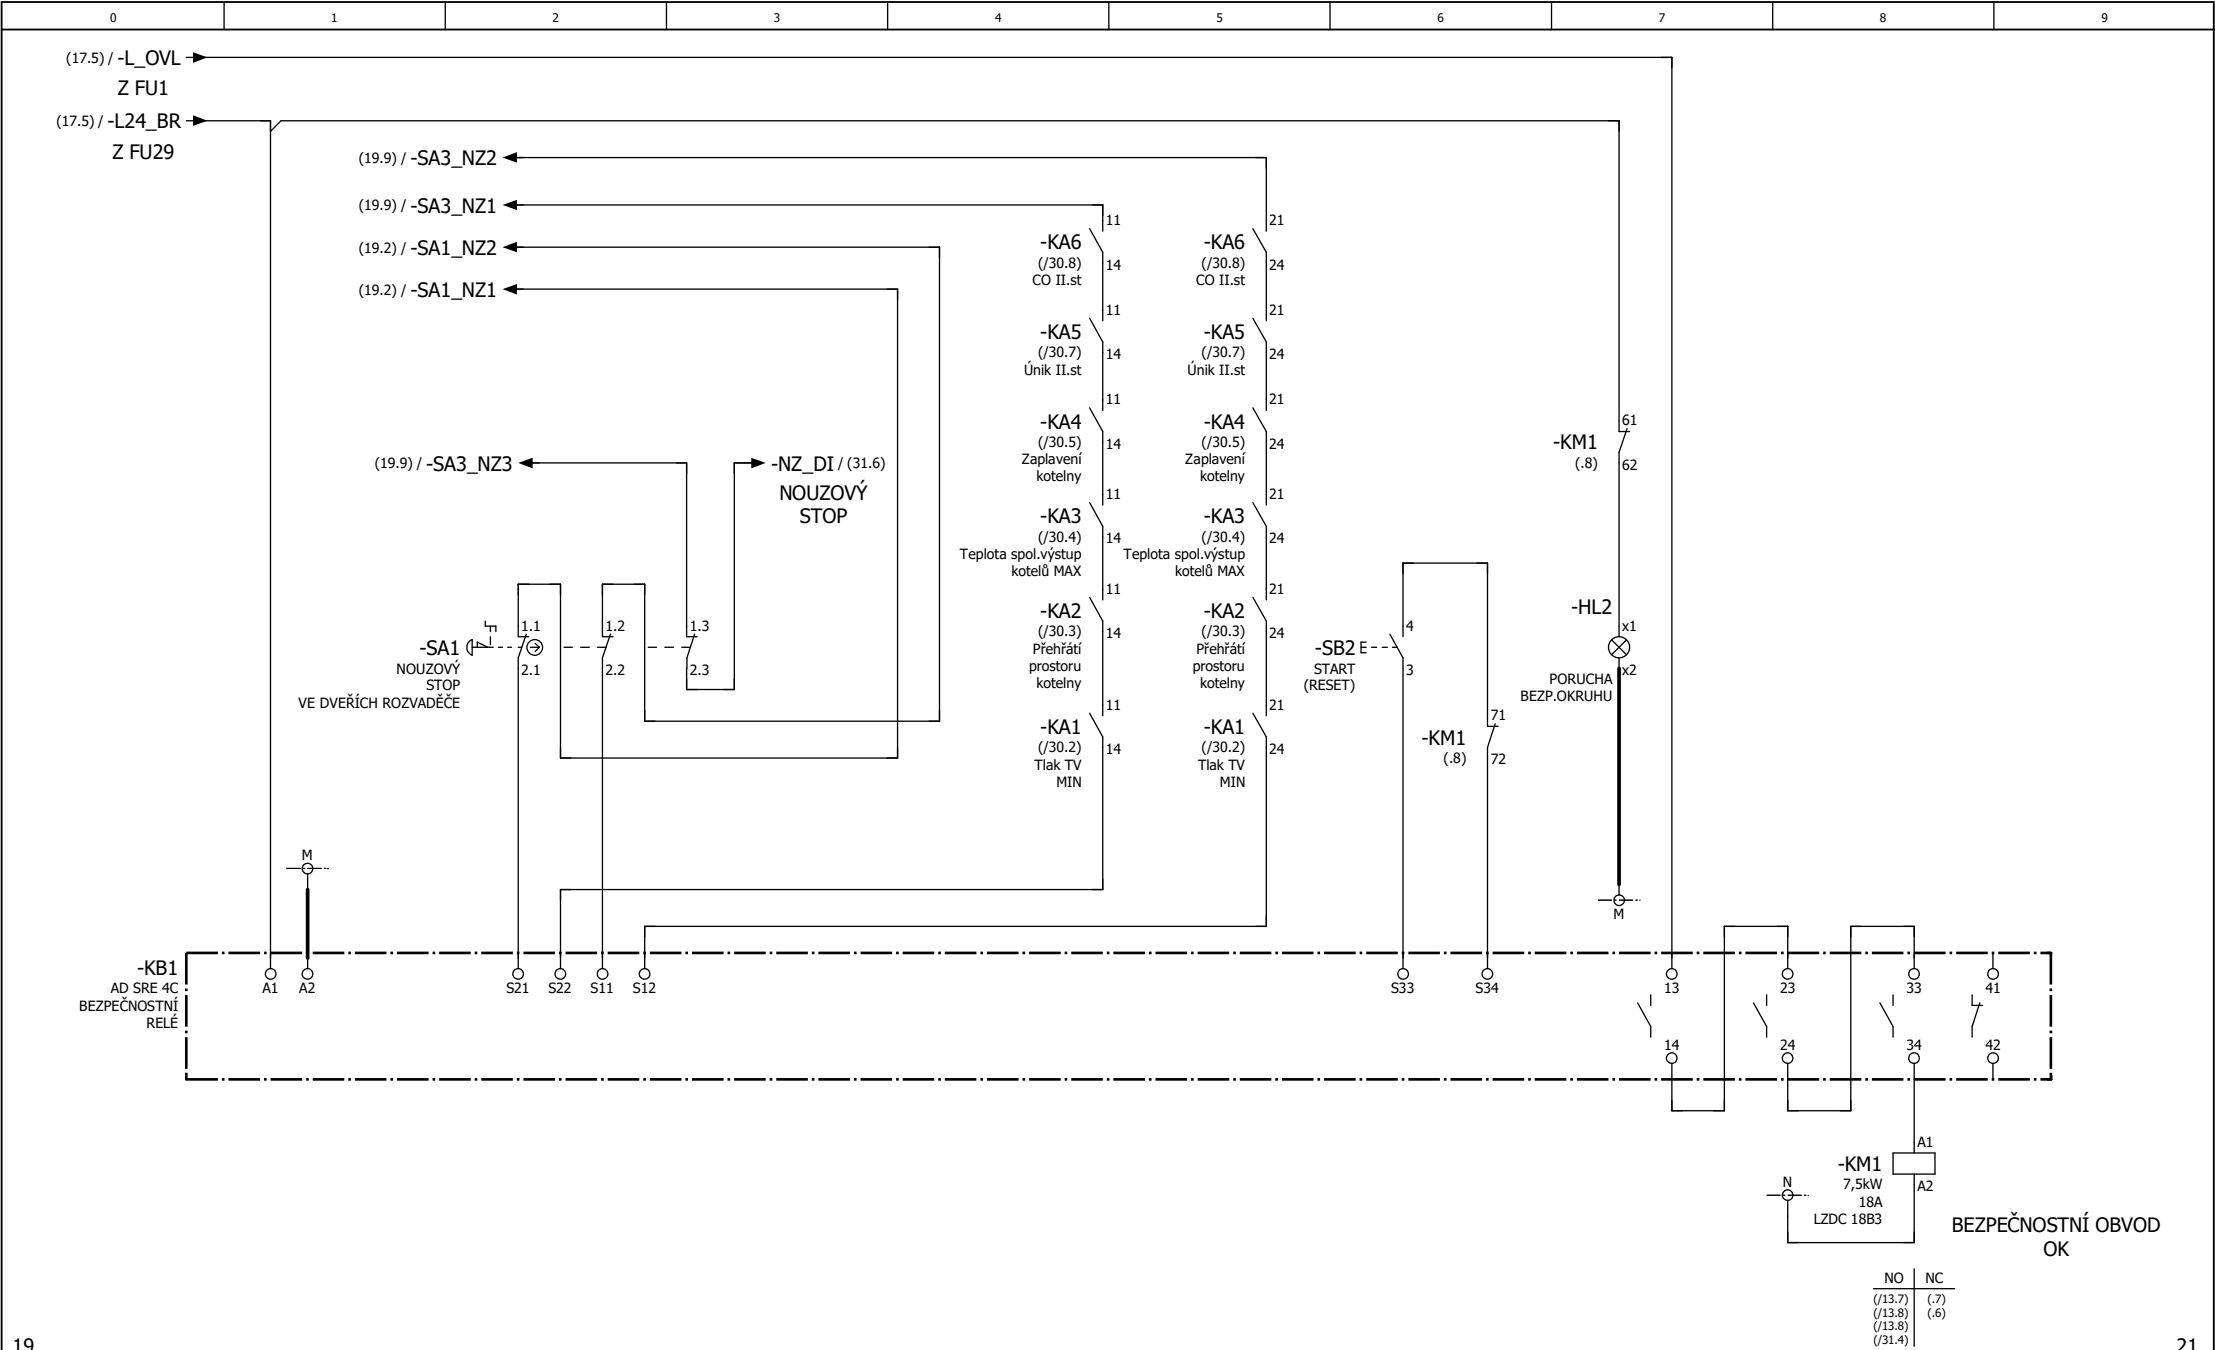 0 1 2 3 4 5 6 7 8 9
(17.5) / -L_OVL
Z FU1
(17.5) / -L24_BR
Z FU29
(19.9) / -SA3_NZ2
(19.9) / -SA3_NZ1
(19.2) / -SA1_NZ2
(19.2) / -SA1_NZ1
11
-KA6
(/30.8)
14
CO II.st
21
-KA6
(/30.8)
24
CO II.st
11
-KA5
(/30.7)
14
Únik II.st
21
-KA5
(/30.7)
24
Únik II.st
11
-KA4
(/30.5)
14
Zaplavení
kotelny
21
-KA4
(/30.5)
24
Zaplavení
kotelny
11
-KA3
(/30.4)
14
Teplota spol.výstup
kotelů MAX
21
-KA3
(/30.4)
24
Teplota spol.výstup
kotelů MAX
11
-KA2
(/30.3)
14
Přehřátí
prostoru
kotelny
21
-KA2
(/30.3)
24
Přehřátí
prostoru
kotelny
11
-KA1
(/30.2)
14
Tlak TV
MIN
21
-KA1
(/30.2)
24
Tlak TV
MIN
(19.9) / -SA3_NZ3
-NZ_DI / (31.6)
NOUZOVÝ
STOP
-SA1
NOUZOVÝ
STOP
VE DVEŘÍCH ROZVADĚČE
1.1
2.1
1.2
2.2
1.3
2.3
-SB2
START
(RESET)
E
4
3
-KM1
(.8)
71
72
-KM1
(.8)
61
62
-HL2
x1
x2
PORUCHA
BEZP.OKRUHU
M
M
-KB1
AD SRE 4C
BEZPEČNOSTNÍ
RELÉ
A1 A2 S21 S22 S11 S12 S33 S34 13 23 33 41
14 24 34 42
-KM1
7,5kW
18A
LZDC 18B3
A1
A2
N
BEZPEČNOSTNÍ OBVOD
OK
NO NC
(/13.7) (.7)
(/13.8) (.6)
(/13.8)
(/31.4)
19
21